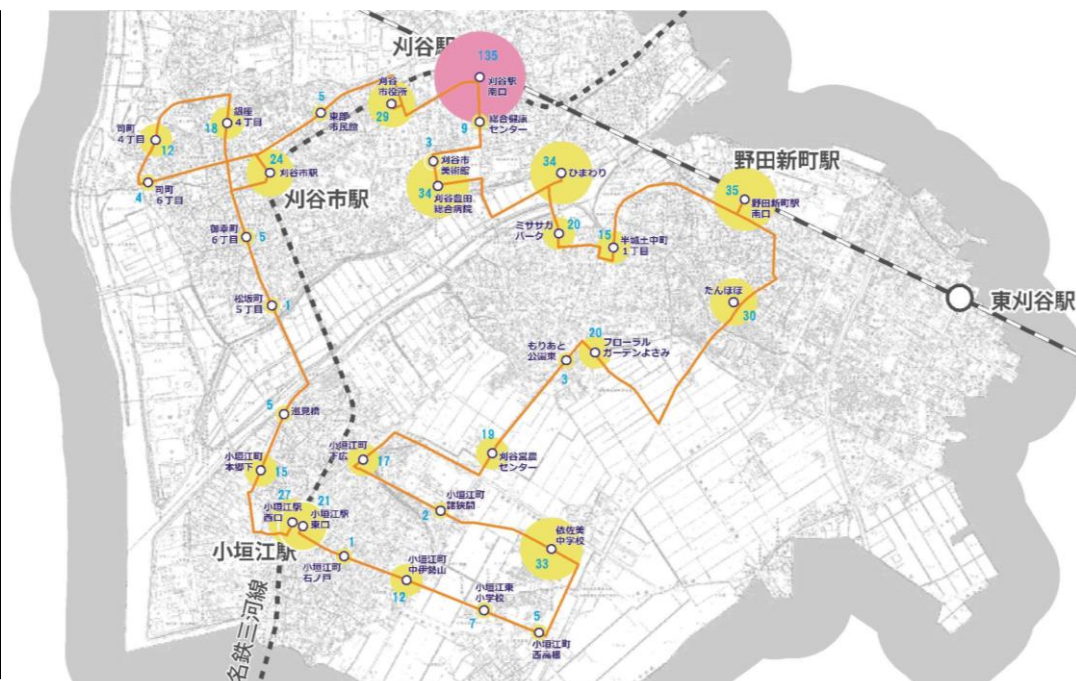 刈谷駅
135
刈谷駅
南口
刈谷
市役所
29
5
東部
市民館
銀座
4丁目
18
司町
4丁目
12
総合健康
センター
9
3
刈谷市
美術館
24
刈谷市駅
刈谷市駅
司町
6丁目
4
34
刈谷豊田
総合病院
34
ひまわり
野田新町駅
35
野田新町駅
南口
御幸町
6丁目
5
ミササガ
パーク
20
15
半城土中町
1丁目
松坂町
5丁目
1
たんぽぽ
30
東刈谷駅
20
フローラル
ガーデンよさみ
もりあと
公園東
3
5
逢見橋
小垣江町
本郷下
15
小垣江町
下広
17
19
刈谷営農
センター
27
小垣江駅
西口
21
小垣江駅
東口
小垣江駅
小垣江町
諸狭間
2
依佐美
中学校
33
1
小垣江町
石ノ戸
小垣江町
中伊勢山
12
小垣江東
小学校
7
5
小垣江町
西高根
名鉄三河線